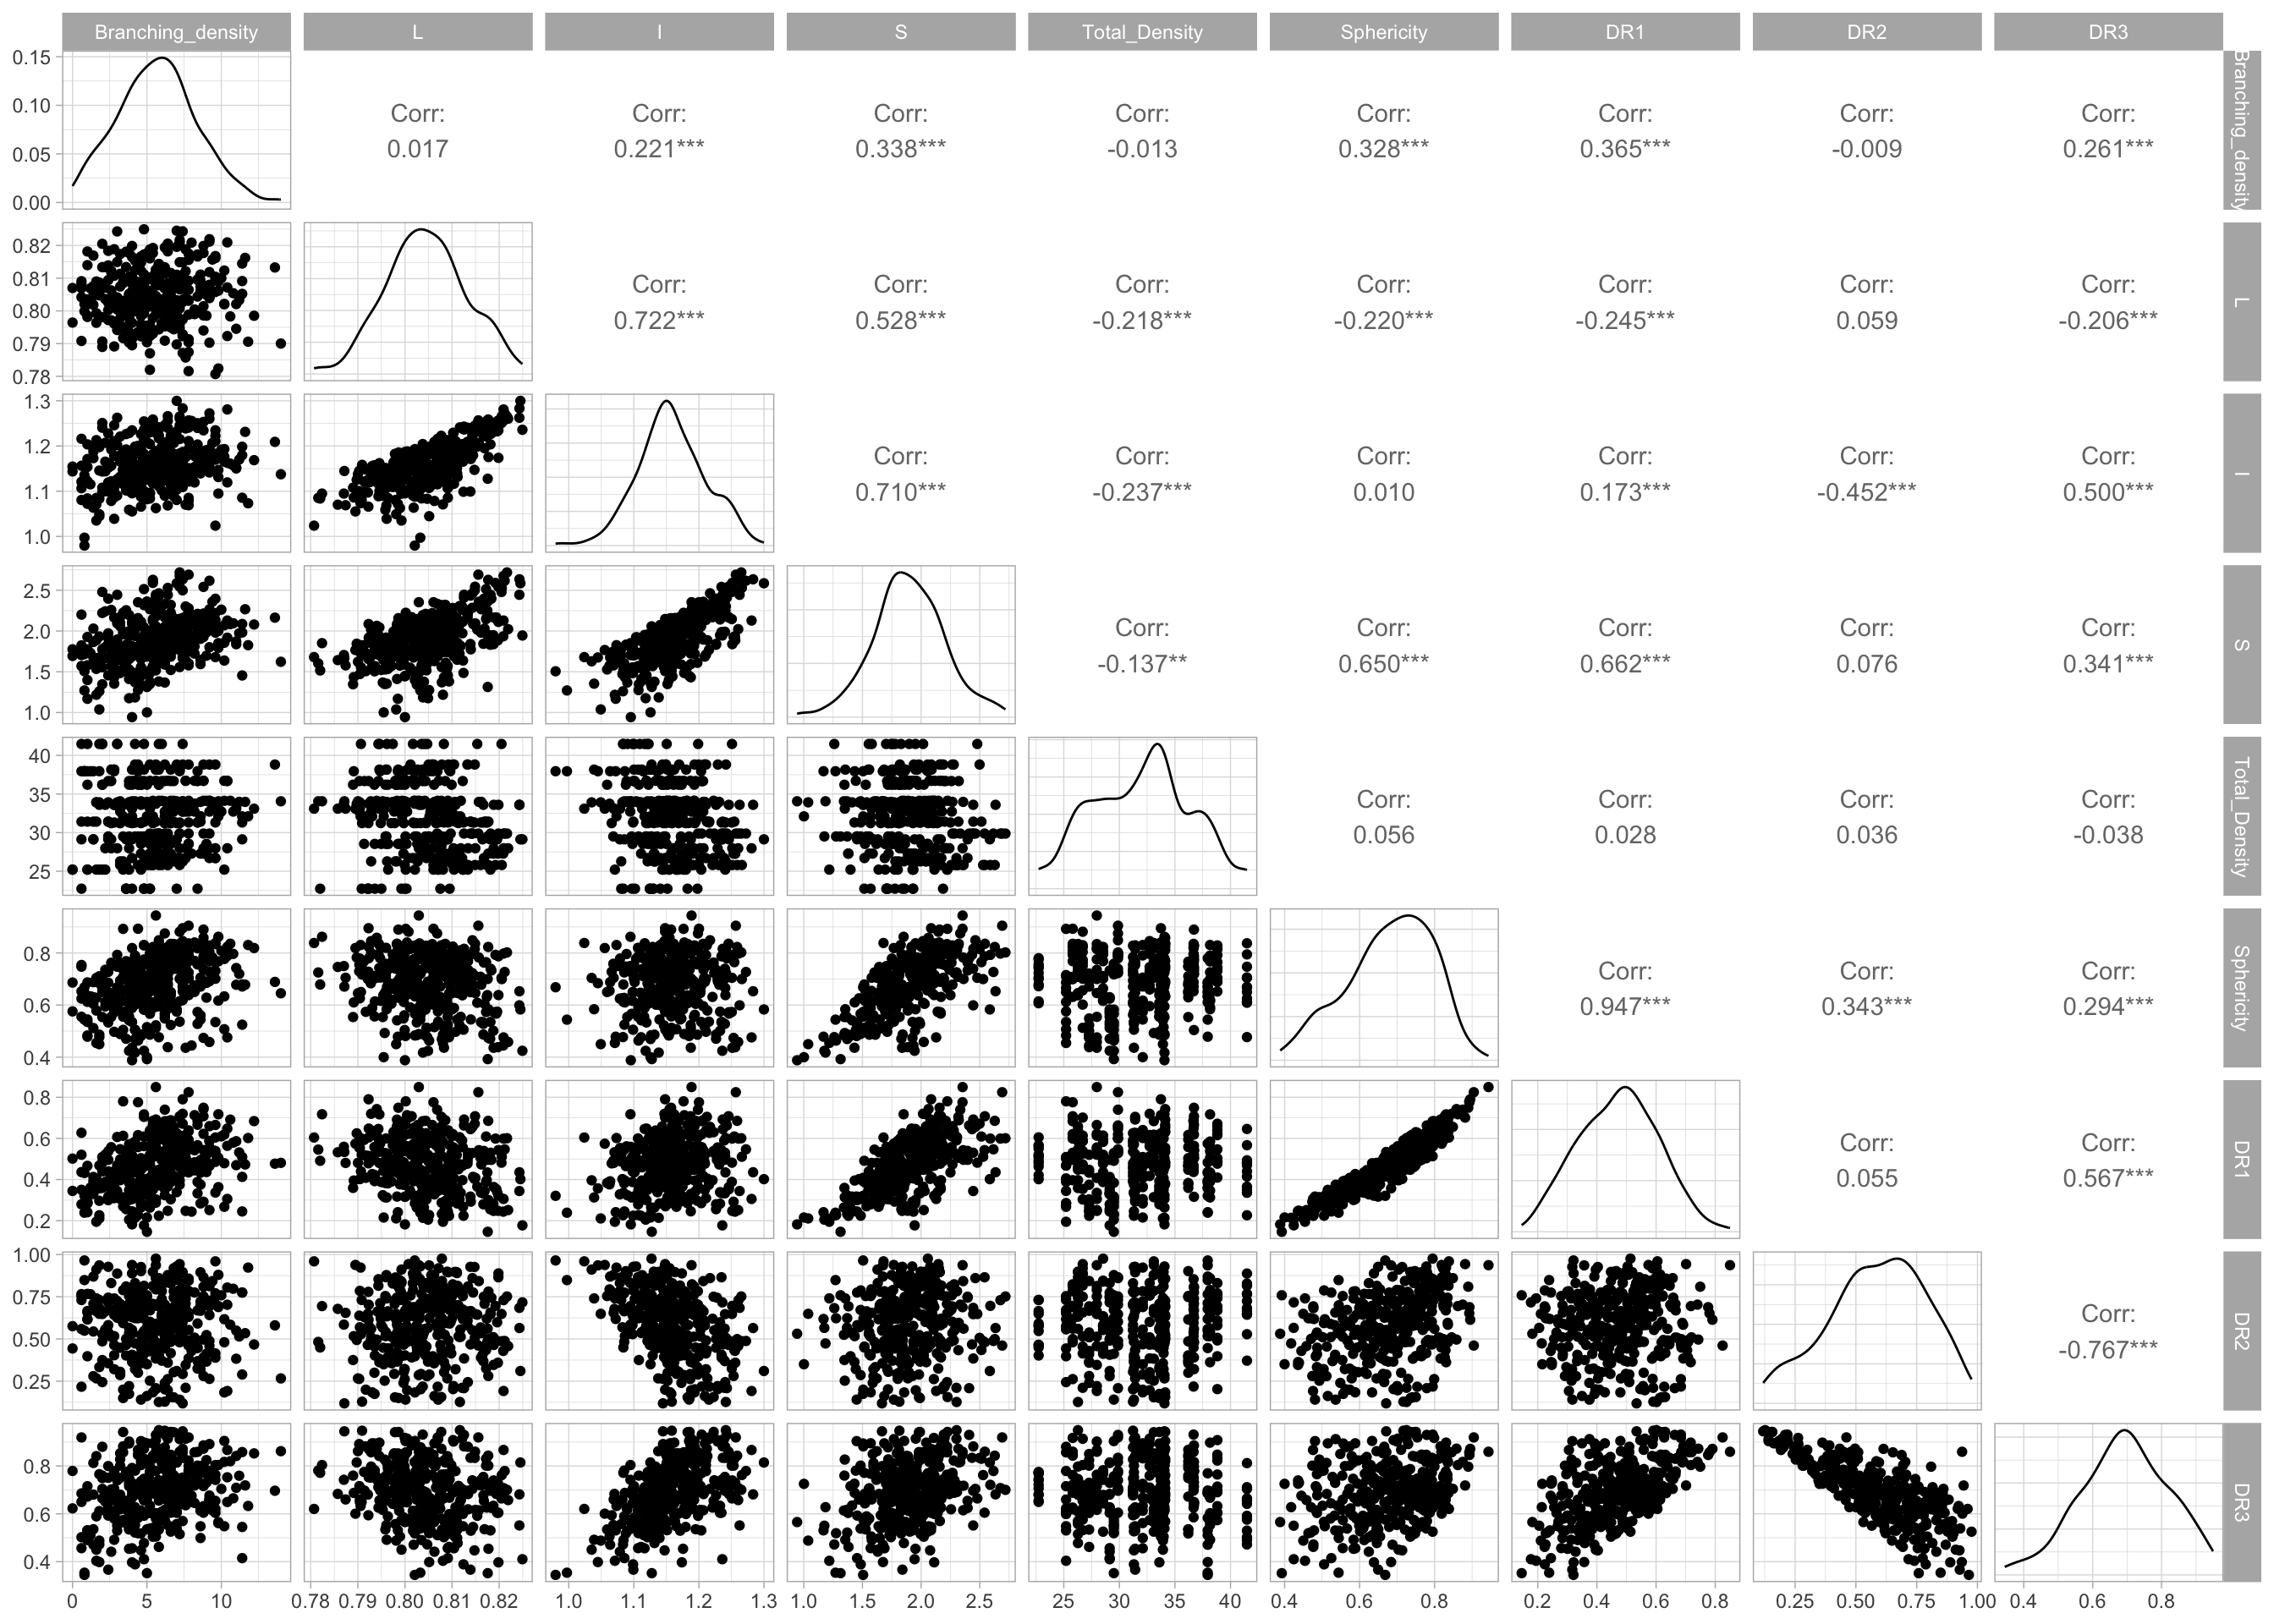 Branching_density L I S Total_Density Sphericity DR1 DR2 DR3
0.15
0.10
0.05
0.00
Corr:
0.017
Corr:
0.221***
Corr:
0.338***
Corr:
-0.013
Corr:
0.328***
Corr:
0.365***
Corr:
-0.009
Corr:
0.261***
Branching_density
0.82
0.81
0.80
0.79
0.78
Corr:
0.722***
Corr:
0.528***
Corr:
-0.218***
Corr:
-0.220***
Corr:
-0.245***
Corr:
0.059
Corr:
-0.206***
L
1.3
1.2
1.1
1.0
Corr:
0.710***
Corr:
-0.237***
Corr:
0.010
Corr:
0.173***
Corr:
-0.452***
Corr:
0.500***
I
2.5
2.0
1.5
1.0
Corr:
-0.137**
Corr:
0.650***
Corr:
0.662***
Corr:
0.076
Corr:
0.341***
S
40
35
30
25
Corr:
0.056
Corr:
0.028
Corr:
0.036
Corr:
-0.038
Total_Density
0.8
0.6
0.4
Corr:
0.947***
Corr:
0.343***
Corr:
0.294***
Sphericity
0.8
0.6
0.4
0.2
Corr:
0.055
Corr:
0.567***
DR1
1.00
0.75
0.50
0.25
Corr:
-0.767***
DR2
0.8
0.6
0.4
DR3
0 5 10 0.78 0.79 0.80 0.81 0.82 1.0 1.1 1.2 1.3 1.0 1.5 2.0 2.5 25 30 35 40 0.4 0.6 0.8 0.2 0.4 0.6 0.8 0.25 0.50 0.75 1.00 0.4 0.6 0.8